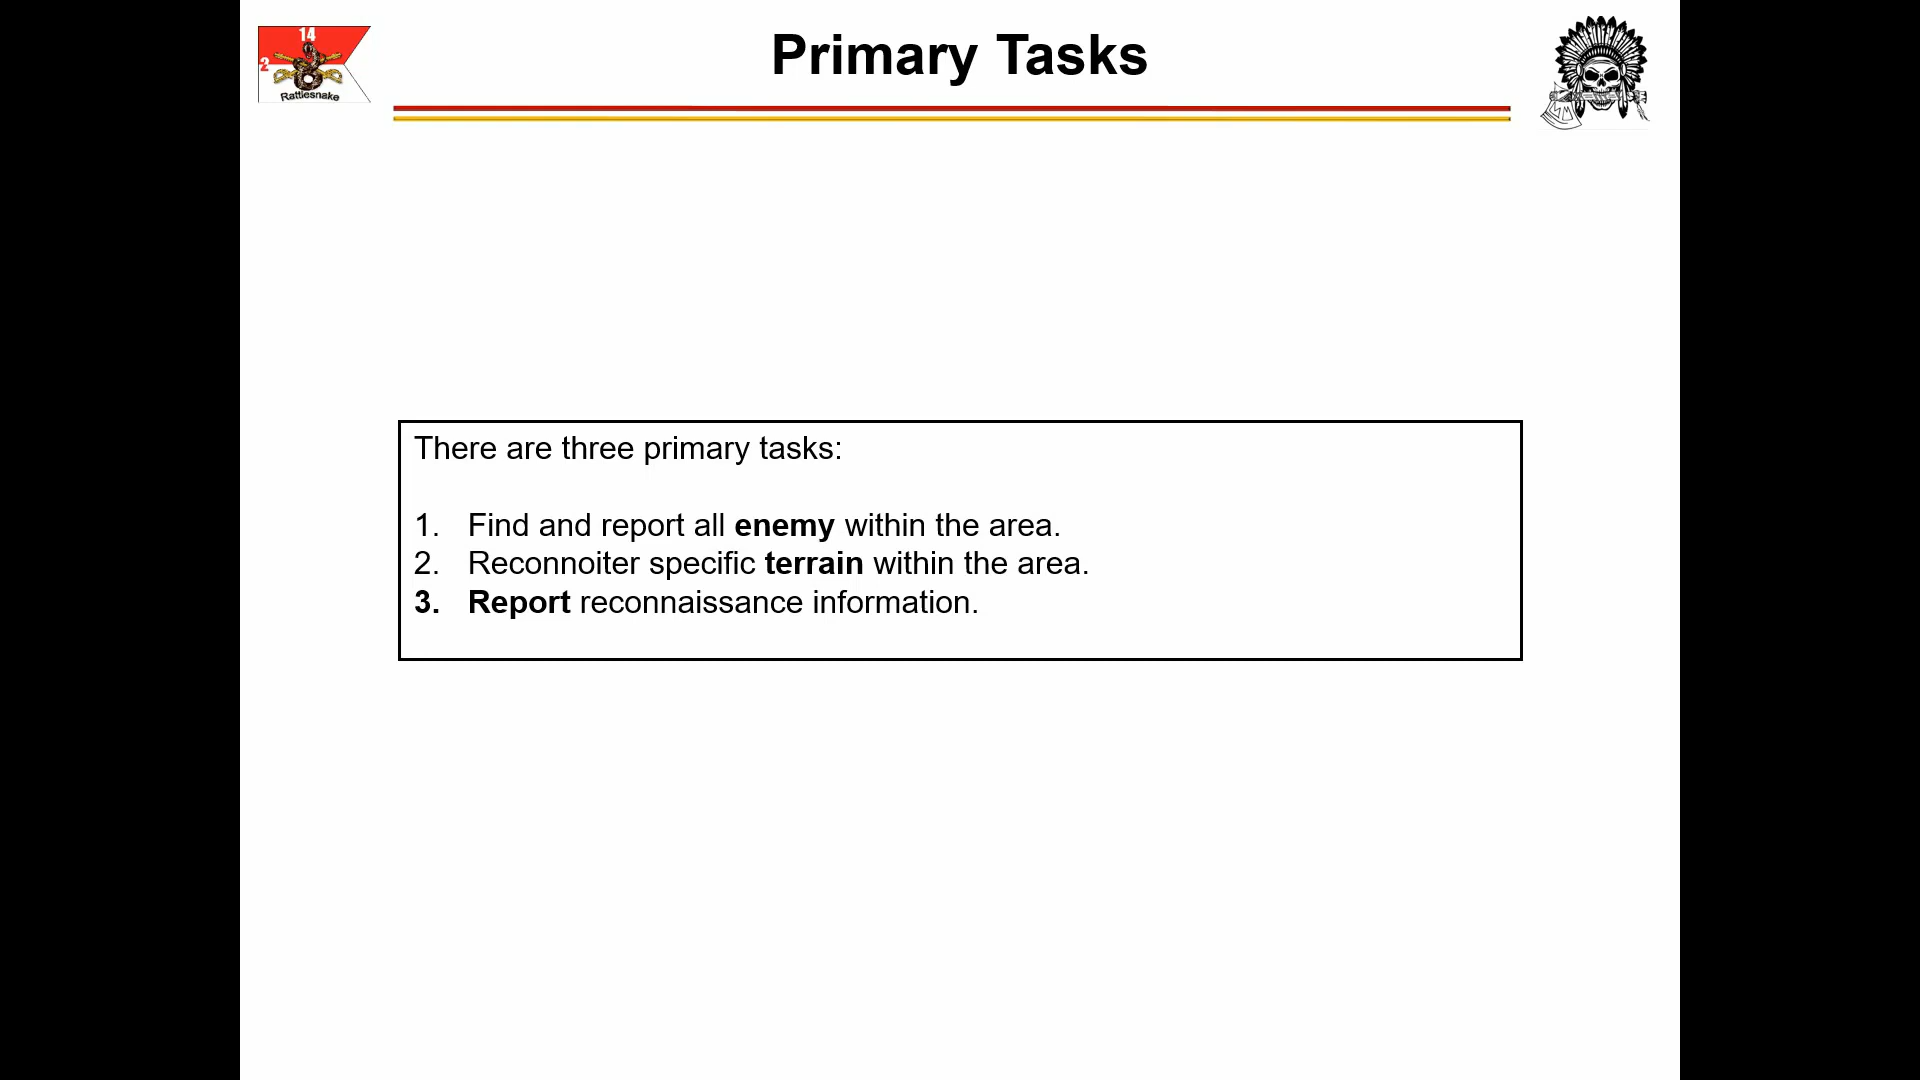 14
Primary Tasks
2
Rattlesnake
There are three primary tasks:
1. Find and report all enemy within the area.
2. Reconnoiter specific terrain within the area.
3. Report reconnaissance information.